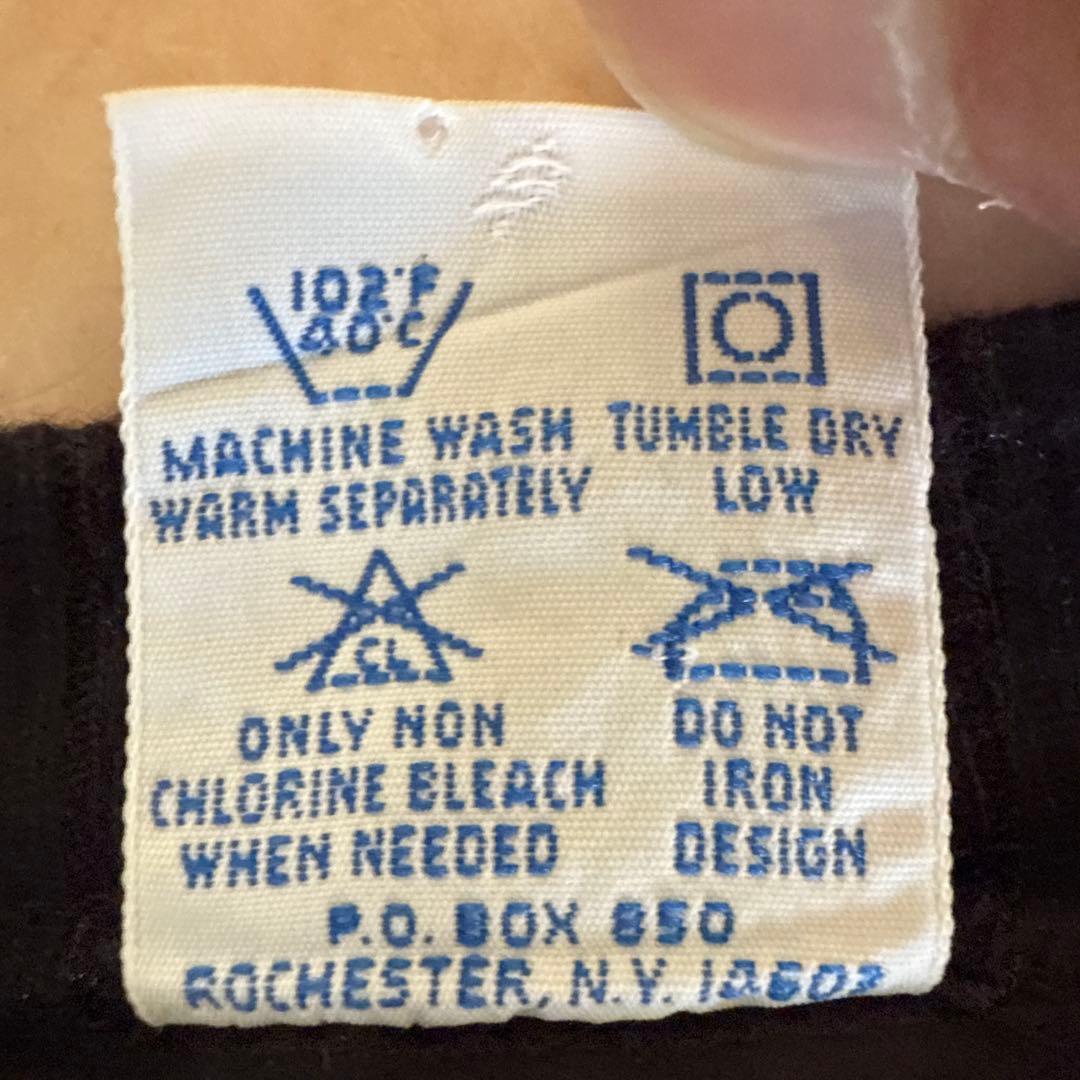 102°F
40°C
MACHINE WASH
WARM SEPARATELY
TUMBLE DRY
LOW
CL
ONLY NON
CHLORINE BLEACH
WHEN NEEDED
DO NOT
IRON
DESIGN
P.O. BOX 850
ROCHESTER, N.Y.